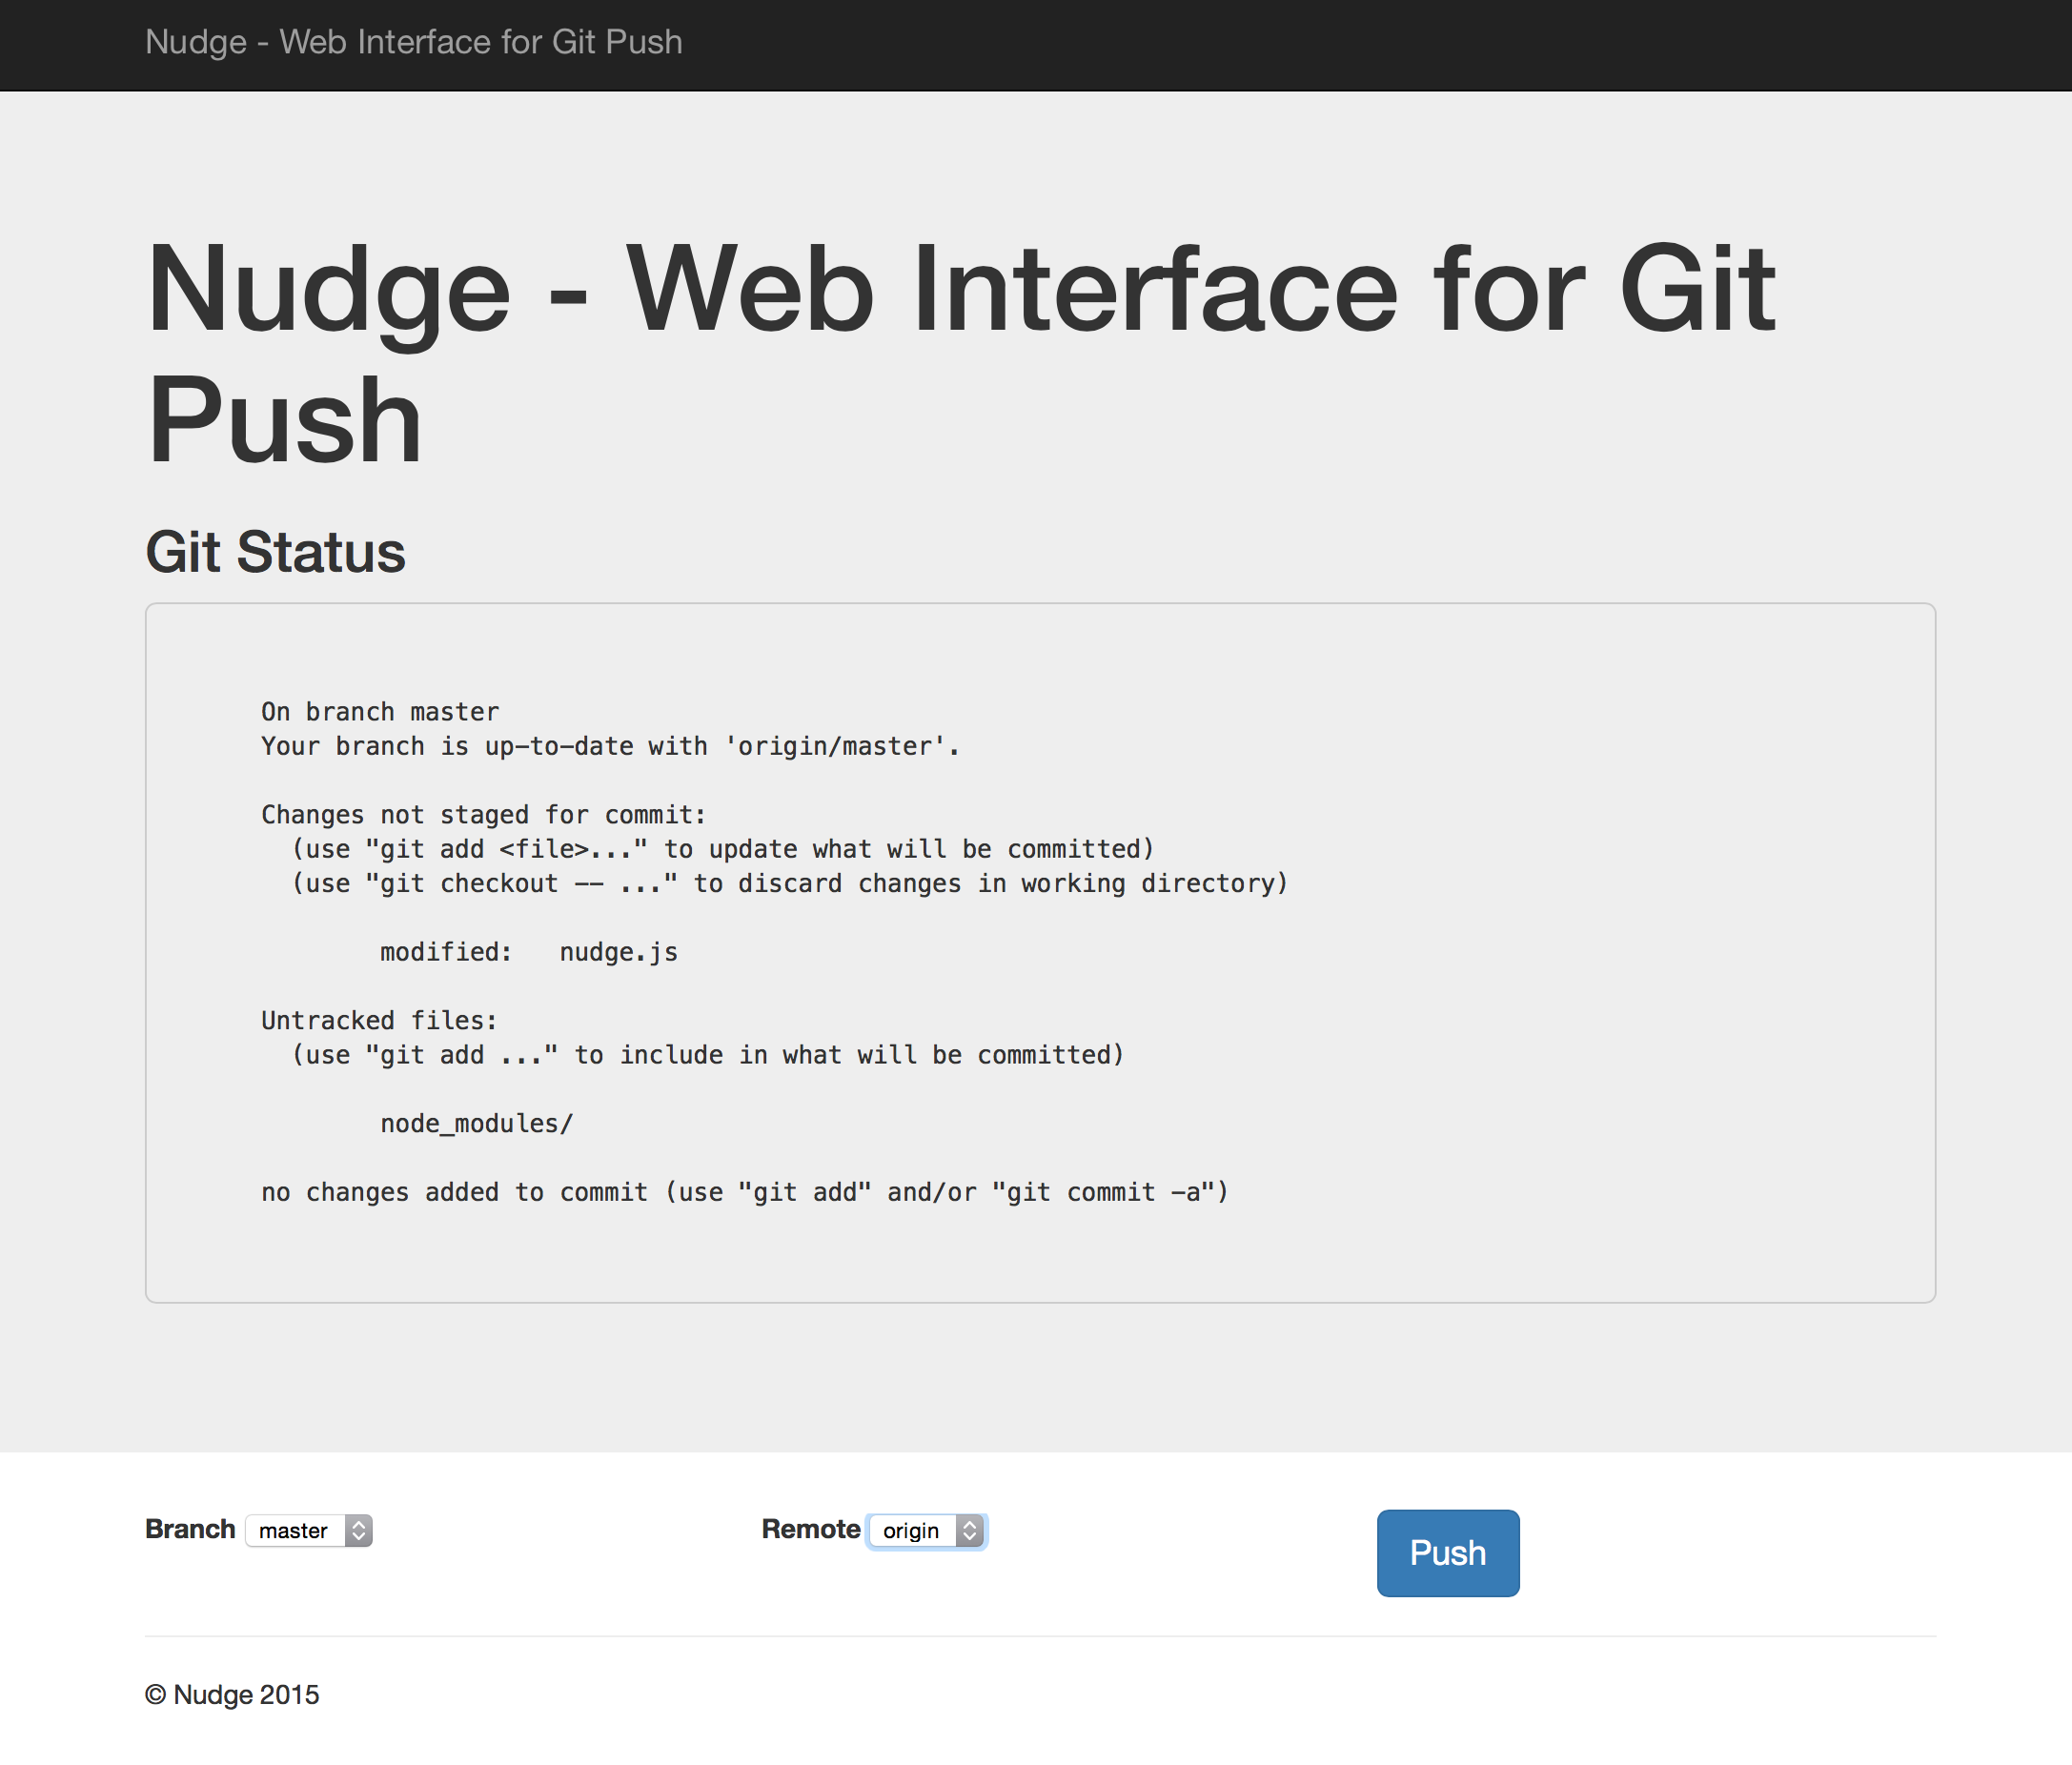 Nudge - Web Interface for Git Push
Nudge - Web Interface for Git
Push
Git Status
On branch master
Your branch is up-to-date with 'origin/master'.
Changes not staged for commit:
(use "git add <file>..." to update what will be committed)
(use "git checkout -- ..." to discard changes in working directory)
modified:   nudge.js
Untracked files:
(use "git add ..." to include in what will be committed)
node_modules/
no changes added to commit (use "git add" and/or "git commit -a")
Branch master Remote origin Push
© Nudge 2015